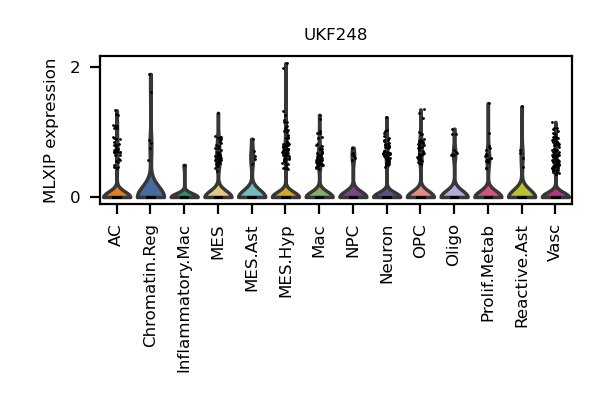 UKF248
MLXIP expression
2
0
AC
Chromatin.Reg
Inflammatory.Mac
MES
MES.Ast
MES.Hyp
Mac
NPC
Neuron
OPC
Oligo
Prolif.Metab
Reactive.Ast
Vasc